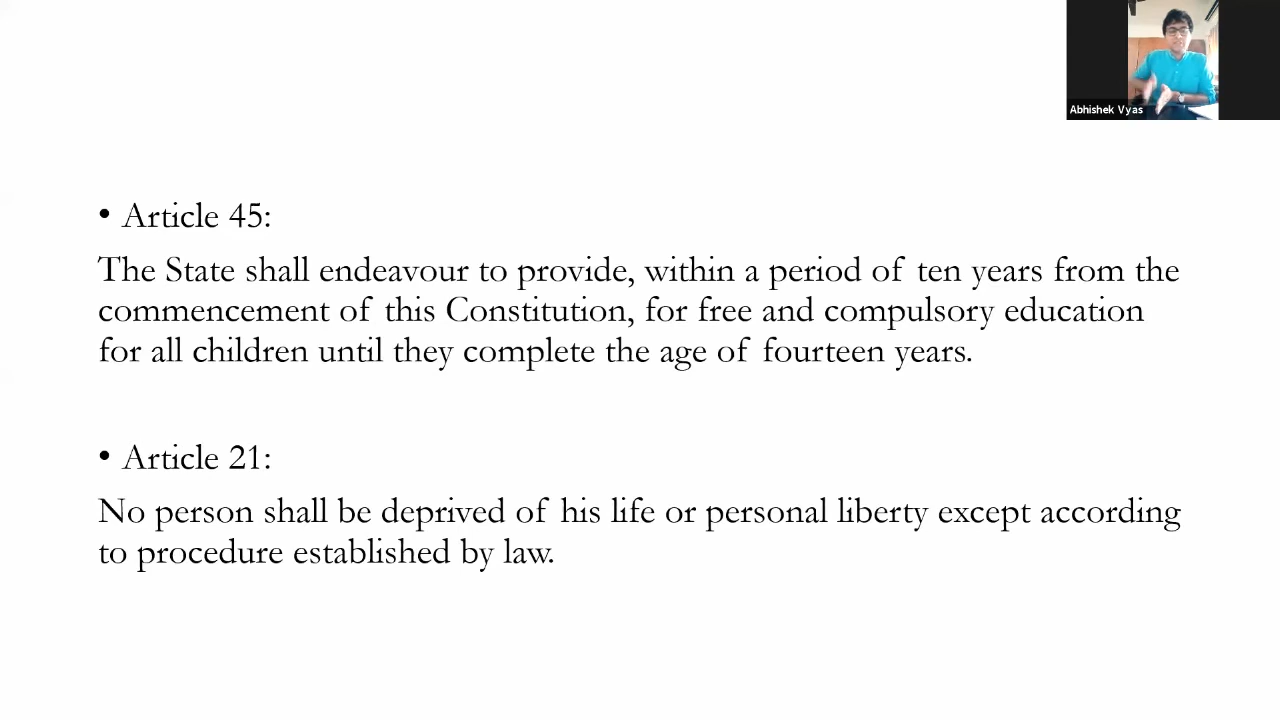 Abhishek Vyas
• Article 45:
The State shall endeavour to provide, within a period of ten years from the
commencement of this Constitution, for free and compulsory education
for all children until they complete the age of fourteen years.
• Article 21:
No person shall be deprived of his life or personal liberty except according
to procedure established by law.